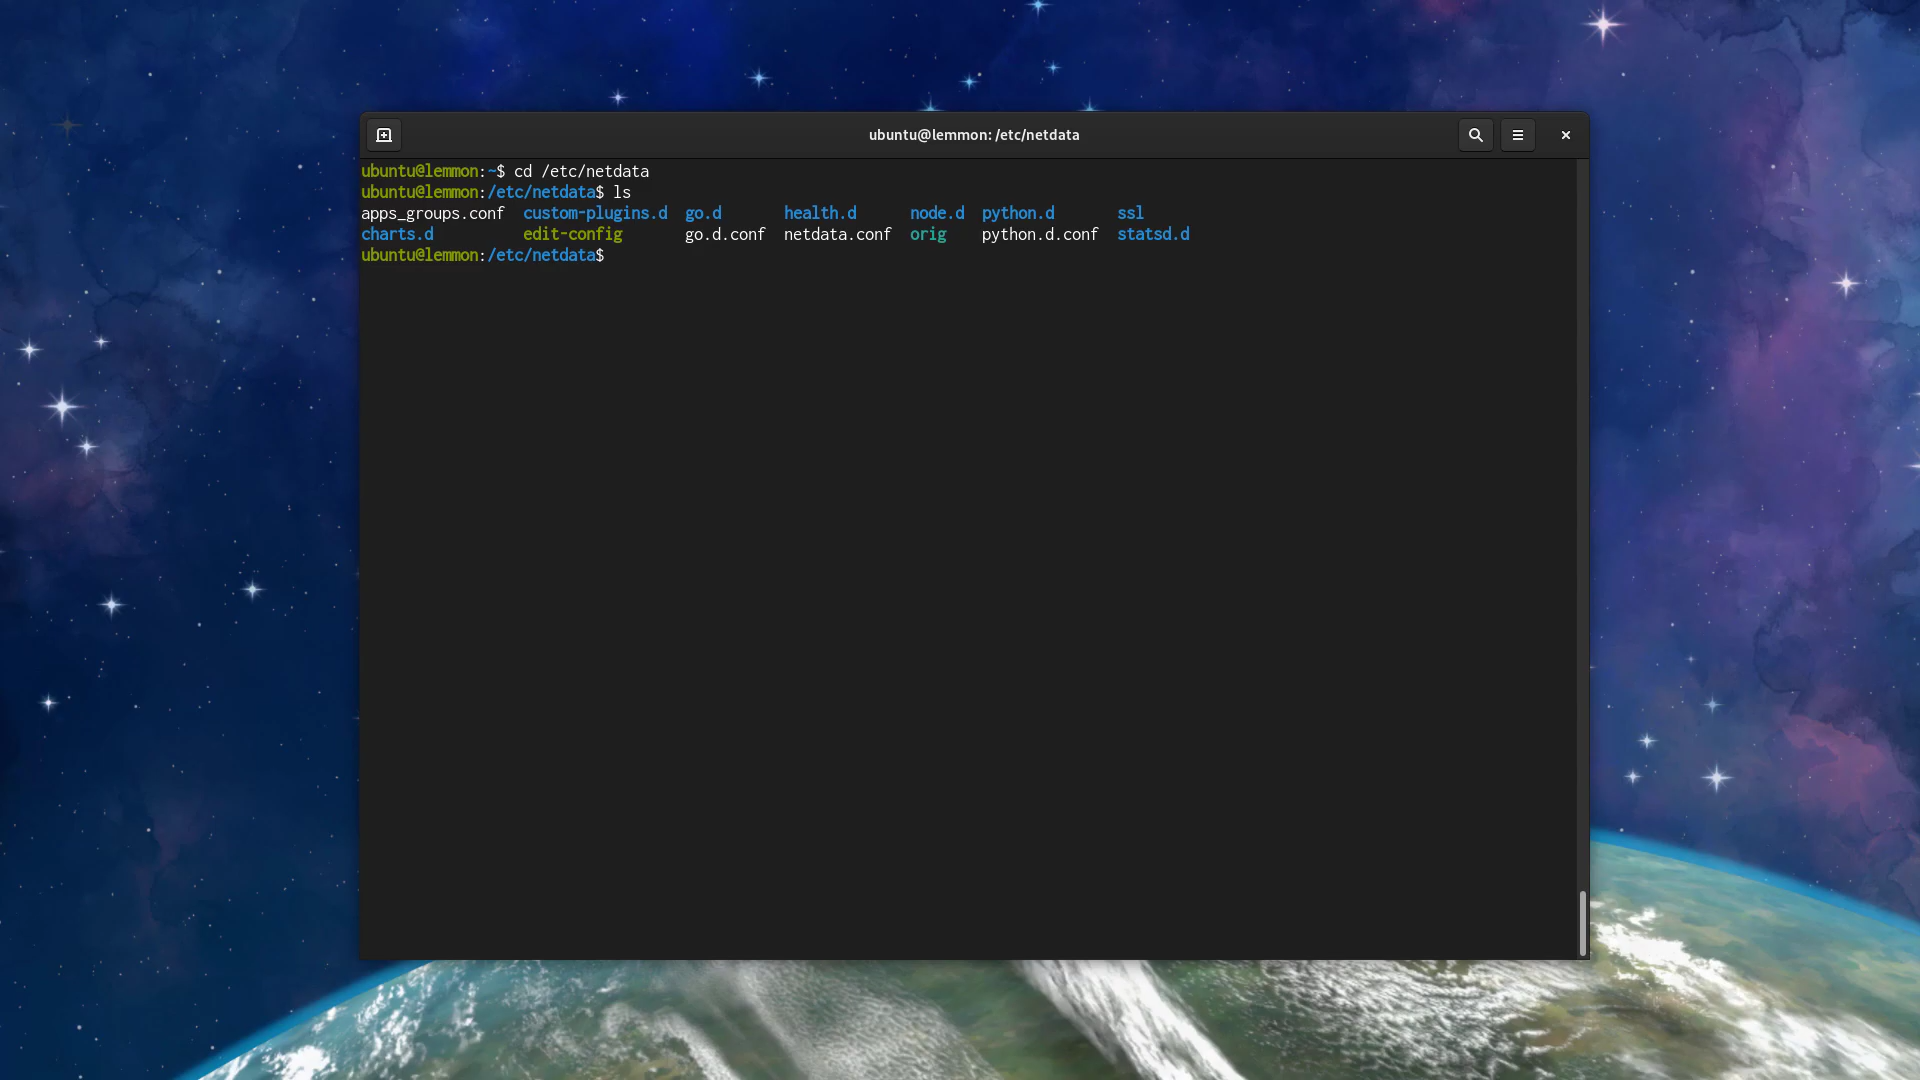 ubuntu@lemmon: /etc/netdata
ubuntu@lemmon:~$ cd /etc/netdata
ubuntu@lemmon:/etc/netdata$ ls
apps_groups.conf  custom-plugins.d  go.d       health.d      node.d  python.d       ssl
charts.d          edit-config       go.d.conf  netdata.conf  orig    python.d.conf  statsd.d
ubuntu@lemmon:/etc/netdata$